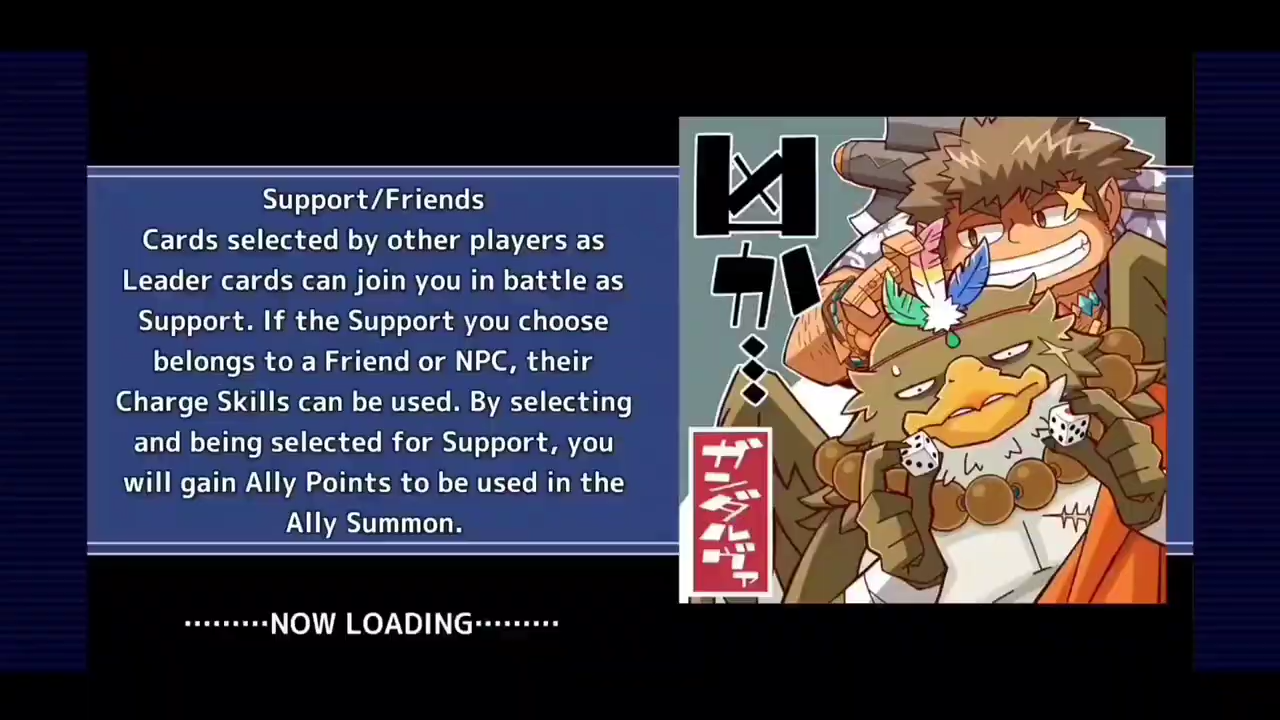 Support/Friends
Cards selected by other players as
Leader cards can join you in battle as
Support. If the Support you choose
belongs to a Friend or NPC, their
Charge Skills can be used. By selecting
and being selected for Support, you
will gain Ally Points to be used in the
Ally Summon.
凶か…
ガンダルヴァ
·········NOW LOADING·········